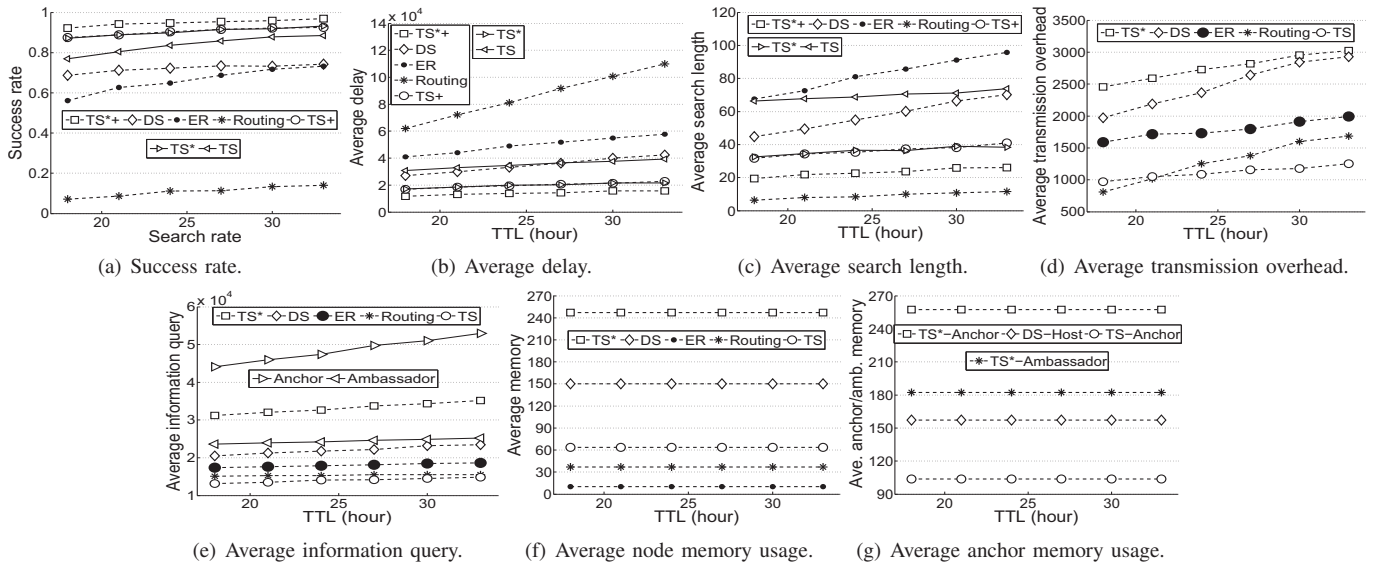 1
0.8
0.6
0.4
0.2
0
Success rate
TS*+ DS ER Routing TS+
TS* TS
20 25 30
Search rate
(a) Success rate.
20 x 10^4
18
16
14
12
10
8
6
4
2
0
Average delay
TS*+
DS
ER
Routing
TS+
TS*
TS
20 25 30
TTL (hour)
(b) Average delay.
120
100
80
60
40
20
0
Average search length
TS*+ DS ER Routing TS+
TS* TS
20 25 30
TTL (hour)
(c) Average search length.
3500
3000
2500
2000
1500
1000
500
Average transmission overhead
TS* DS ER Routing TS
20 25 30
TTL (hour)
(d) Average transmission overhead.
6 x 10^4
5
4
3
2
1
Average information query
TS* DS ER Routing TS
Anchor Ambassador
20 25 30
TTL (hour)
(e) Average information query.
270
240
210
180
150
120
90
60
30
0
Average memory
TS* DS ER Routing TS
20 25 30
TTL (hour)
(f) Average node memory usage.
270
240
210
180
150
120
90
Ave. anchor/amb. memory
TS*−Anchor DS−Host TS−Anchor
TS*−Ambassador
20 25 30
TTL (hour)
(g) Average anchor memory usage.